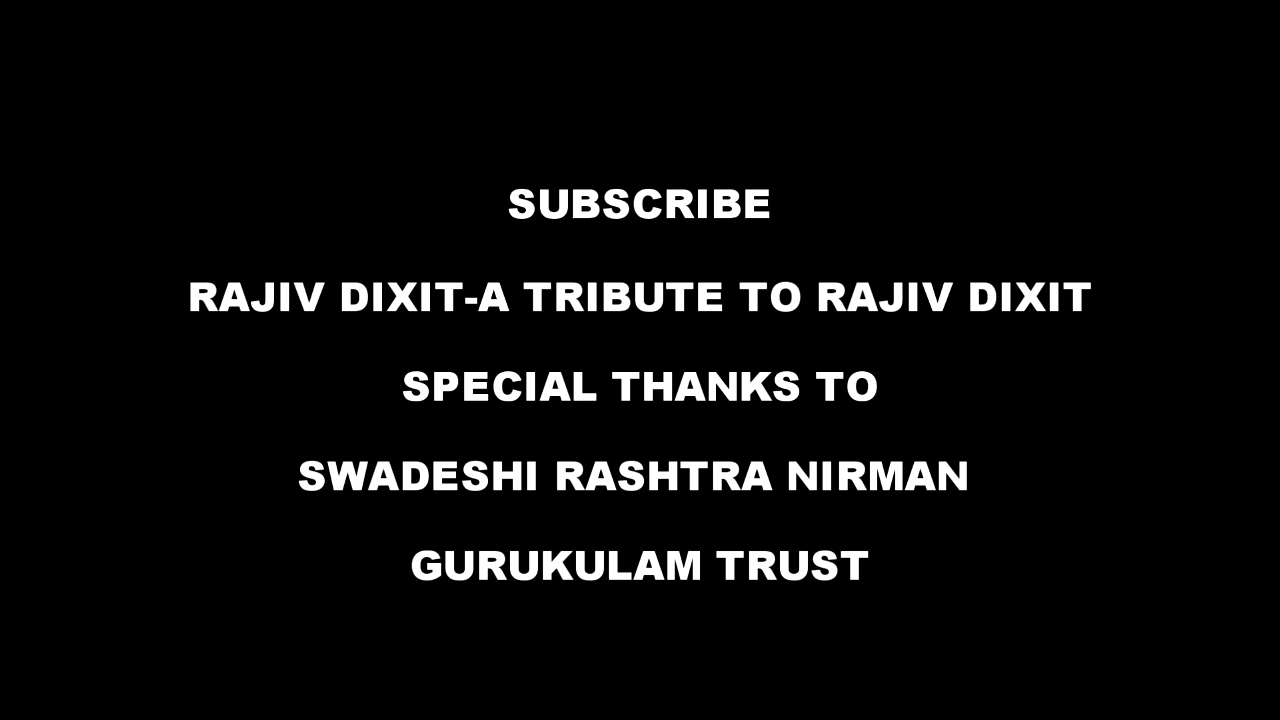 SUBSCRIBE
RAJIV DIXIT-A TRIBUTE TO RAJIV DIXIT
SPECIAL THANKS TO
SWADESHI RASHTRA NIRMAN
GURUKULAM TRUST